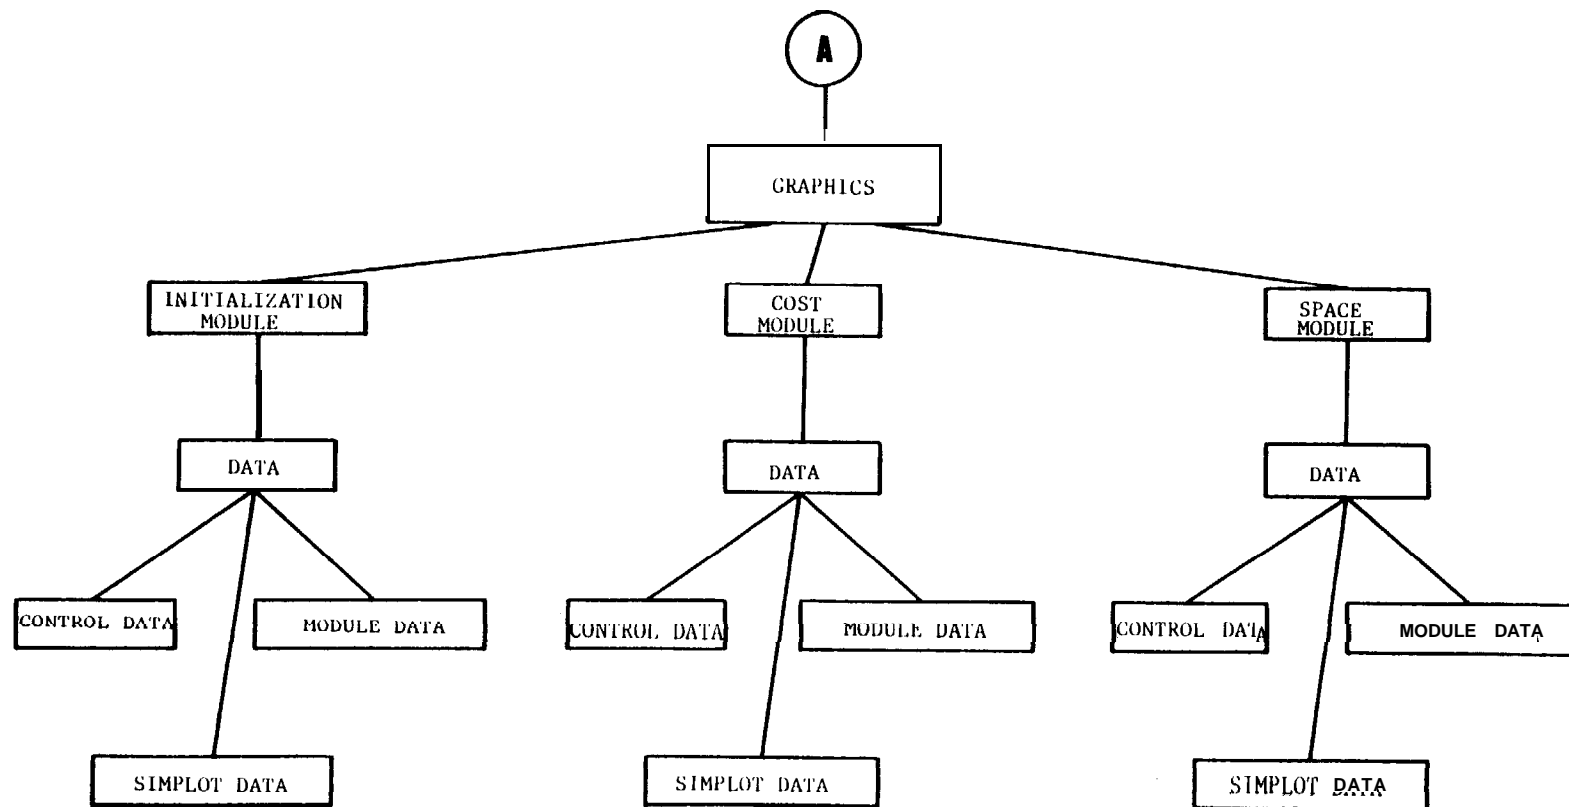 A
GRAPHICS
INITIALIZATION
MODULE
COST
MODULE
SPACE
MODULE
DATA
DATA
DATA
CONTROL DATA
MODULE DATA
CONTROL DATA
MODULE DATA
CONTROL DATA
MODULE DATA
SIMPLOT DATA
SIMPLOT DATA
SIMPLOT DATA